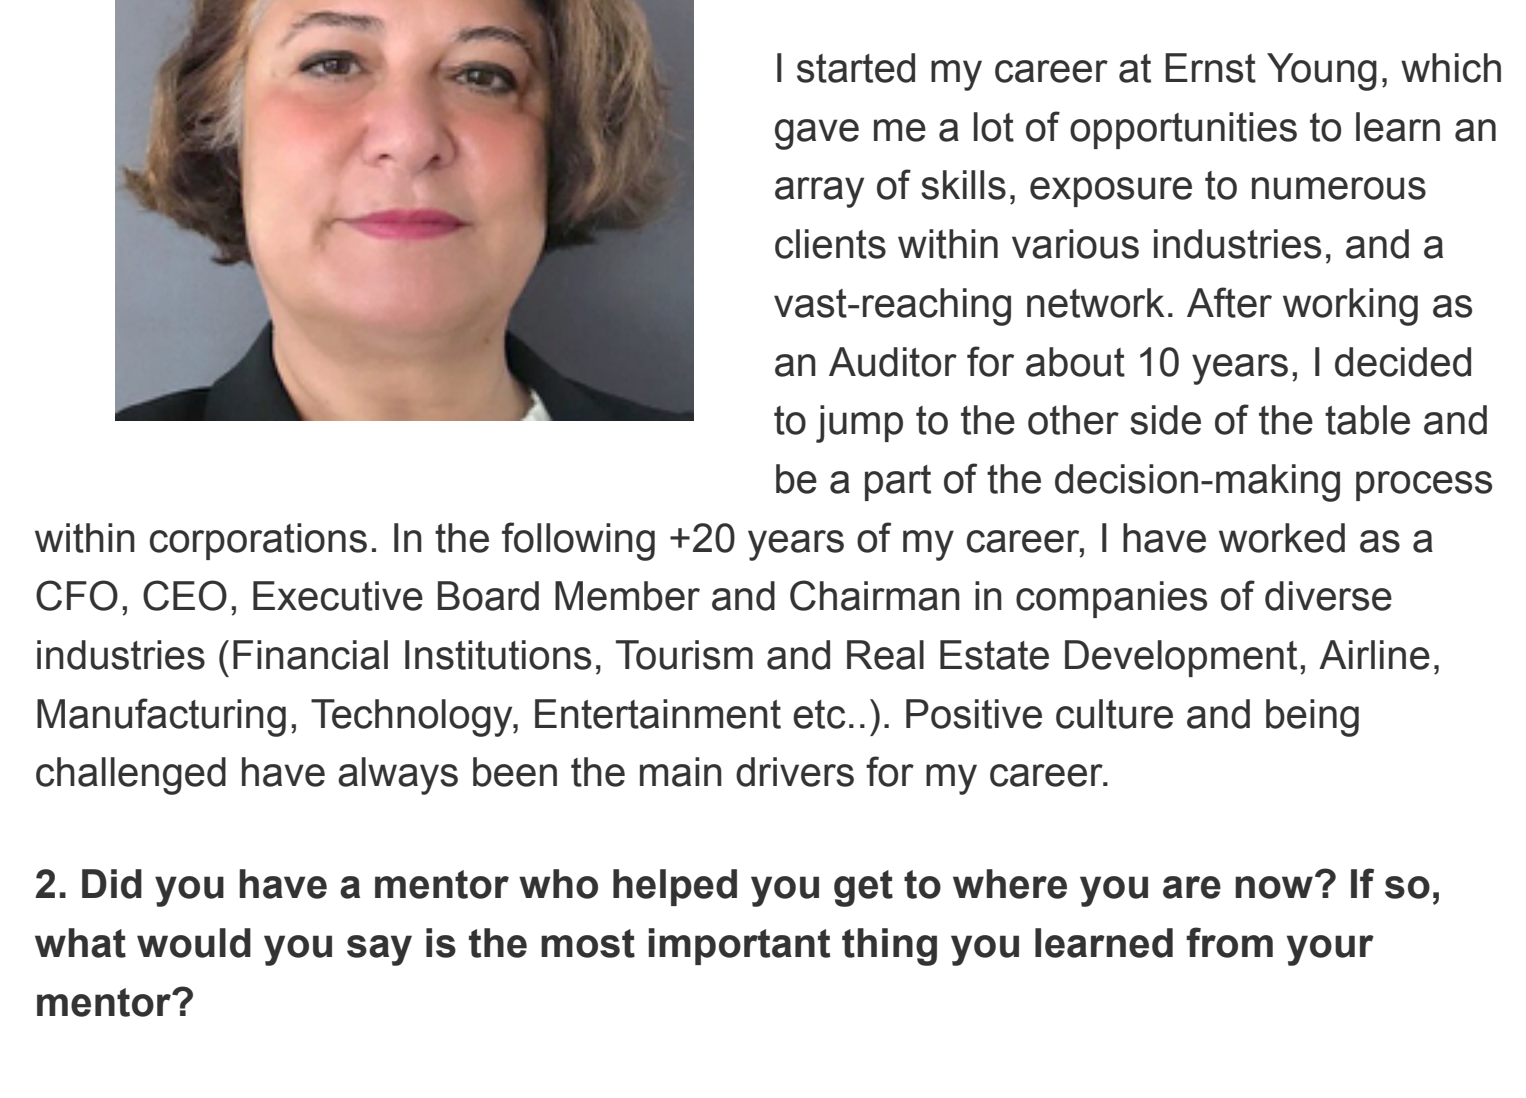 I started my career at Ernst Young, which
gave me a lot of opportunities to learn an
array of skills, exposure to numerous
clients within various industries, and a
vast-reaching network. After working as
an Auditor for about 10 years, I decided
to jump to the other side of the table and
be a part of the decision-making process
within corporations. In the following +20 years of my career, I have worked as a
CFO, CEO, Executive Board Member and Chairman in companies of diverse
industries (Financial Institutions, Tourism and Real Estate Development, Airline,
Manufacturing, Technology, Entertainment etc..). Positive culture and being
challenged have always been the main drivers for my career.
2. Did you have a mentor who helped you get to where you are now? If so,
what would you say is the most important thing you learned from your
mentor?